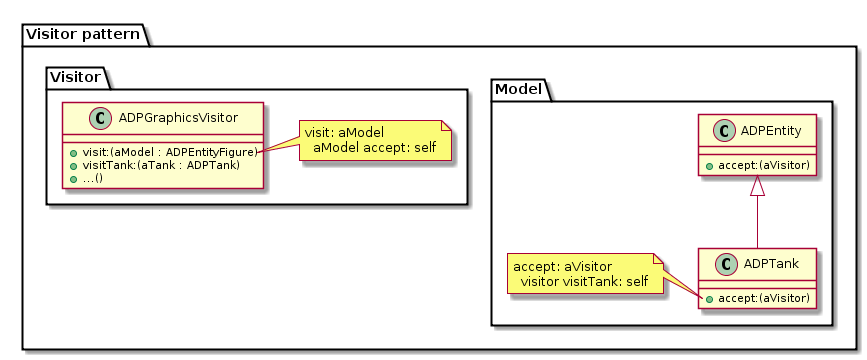 Visitor pattern
Visitor
C ADPGraphicsVisitor
visit:(aModel : ADPEntityFigure)
visitTank:(aTank : ADPTank)
...()
visit: aModel
aModel accept: self
Model
C ADPEntity
accept:(aVisitor)
accept: aVisitor
visitor visitTank: self
C ADPTank
accept:(aVisitor)